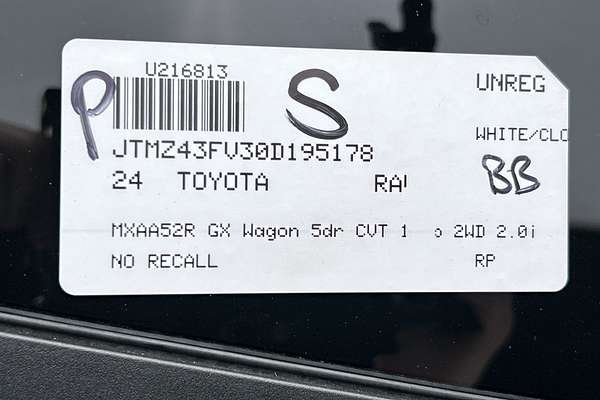 U216813
UNREG
P
S
JTMZ43FV30D195178
WHITE/CLO
24 TOYOTA RA
BB
MXAA52R GX Wagon 5dr CVT 1 2WD 2.0i
NO RECALL RP